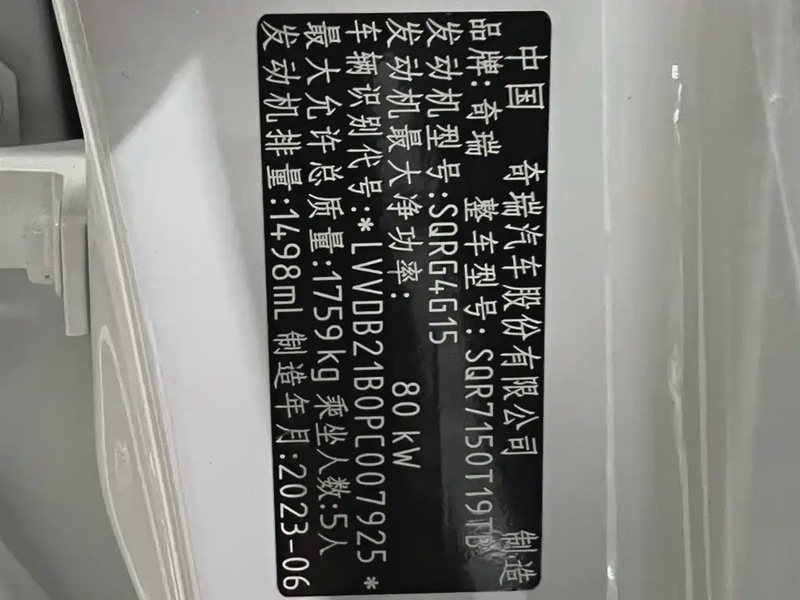 中国 奇瑞汽车股份有限公司 制造
品牌:奇瑞 整车型号:SQR7150T19TB
发动机型号:SQRG4G15
发动机最大净功率: 80 kW
车辆识别代号:*LVVDB21B0PC007925*
最大允许总质量:1759kg 乘坐人数:5人
发动机排量:1498mL 制造年月:2023-06